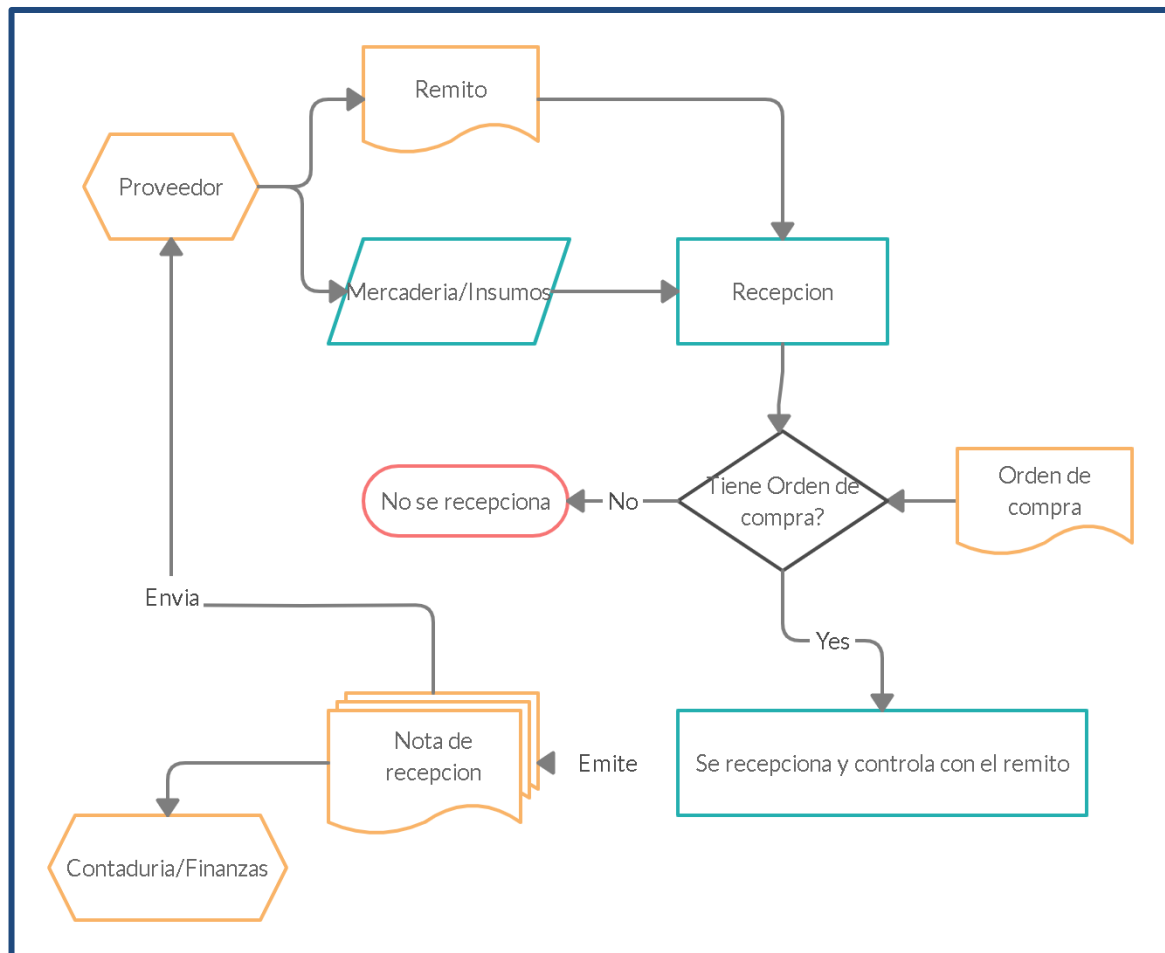 Remito
Proveedor
Mercaderia/Insumos
Recepcion
Tiene Orden de
compra?
Orden de
compra
No
No se recepciona
Yes
Envia
Se recepciona y controla con el remito
Emite
Nota de
recepcion
Contaduria/Finanzas